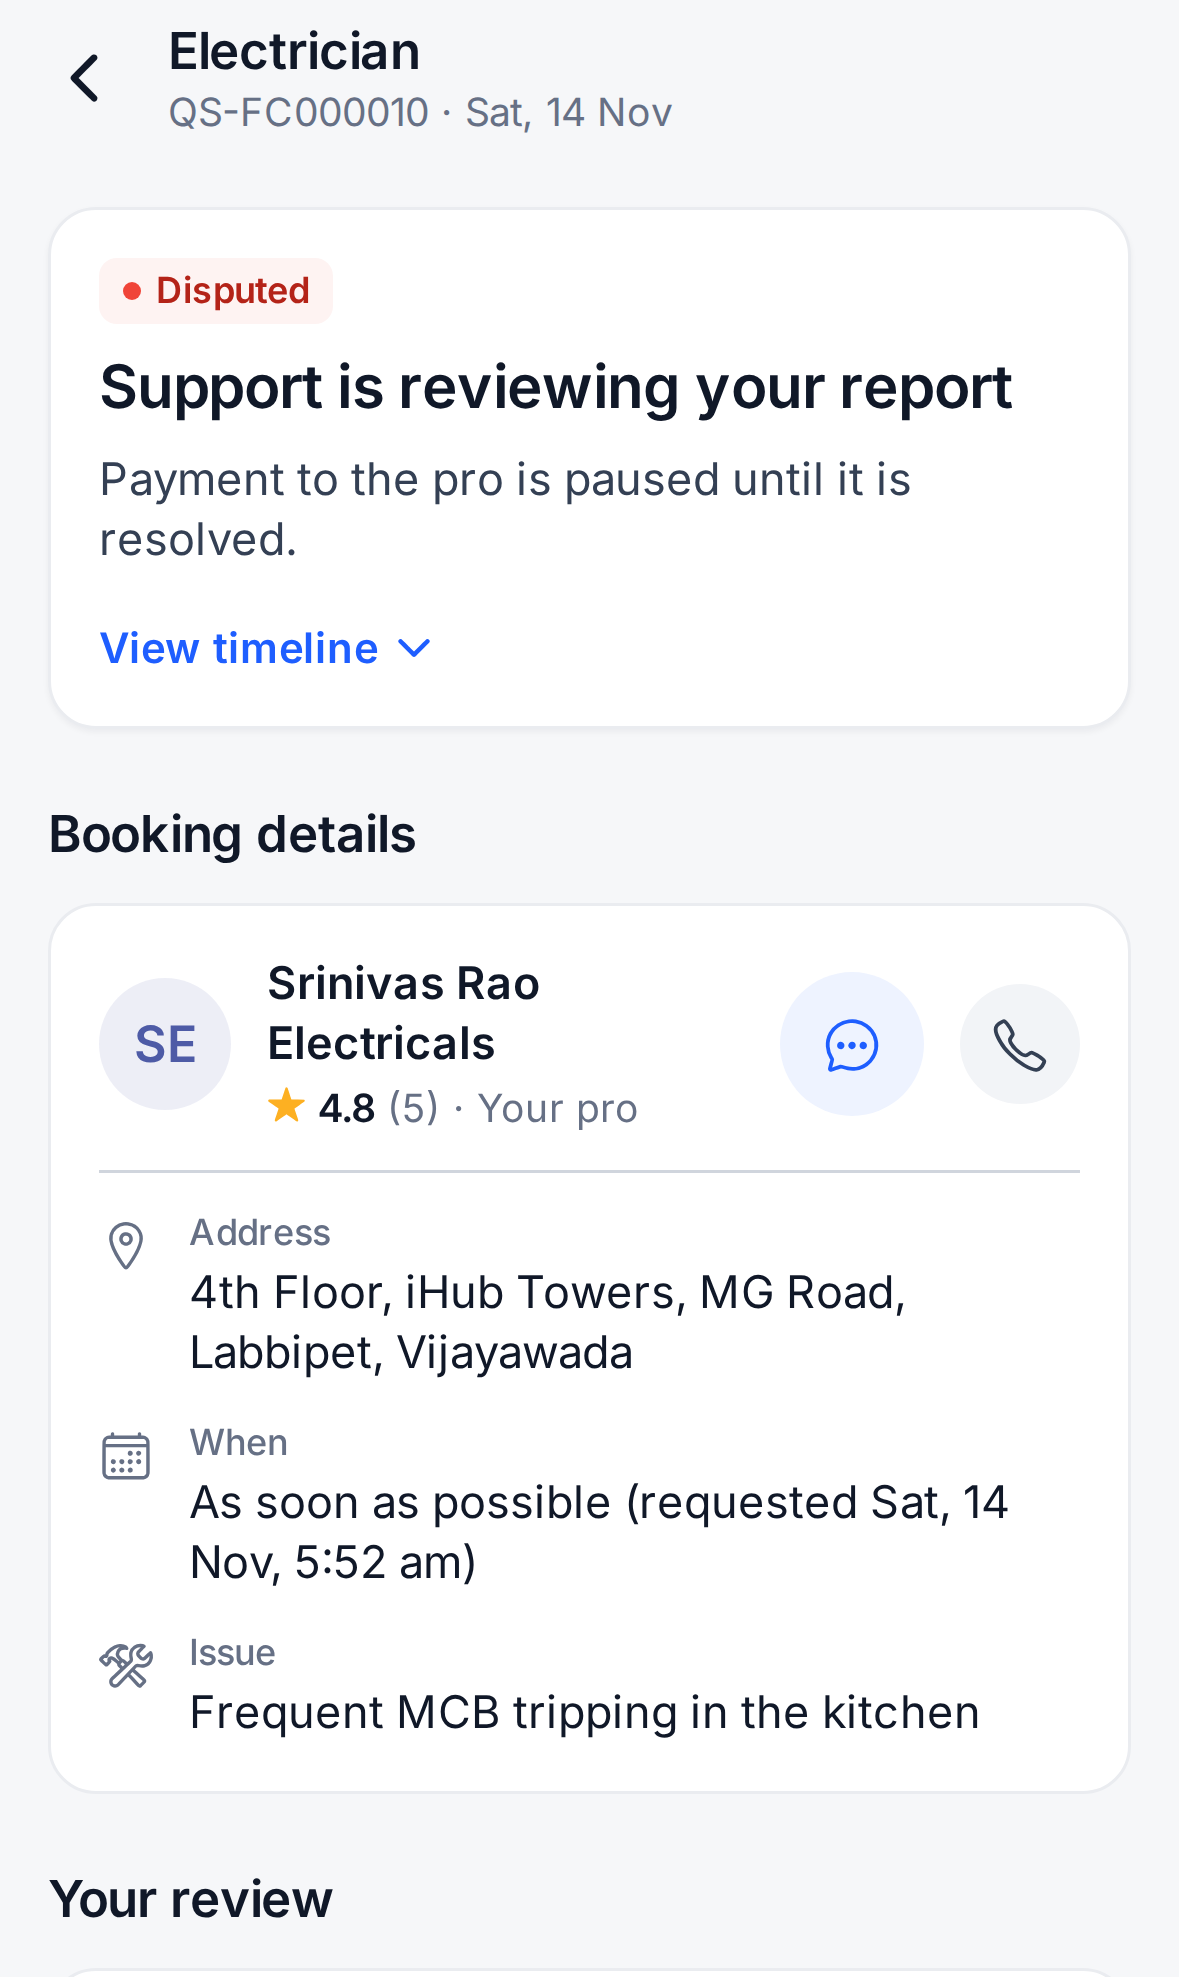 Electrician
QS-FC000010 · Sat, 14 Nov
Disputed
Support is reviewing your report
Payment to the pro is paused until it is
resolved.
View timeline
Booking details
SE
Srinivas Rao
Electricals
4.8 (5) · Your pro
Address
4th Floor, iHub Towers, MG Road,
Labbipet, Vijayawada
When
As soon as possible (requested Sat, 14
Nov, 5:52 am)
Issue
Frequent MCB tripping in the kitchen
Your review